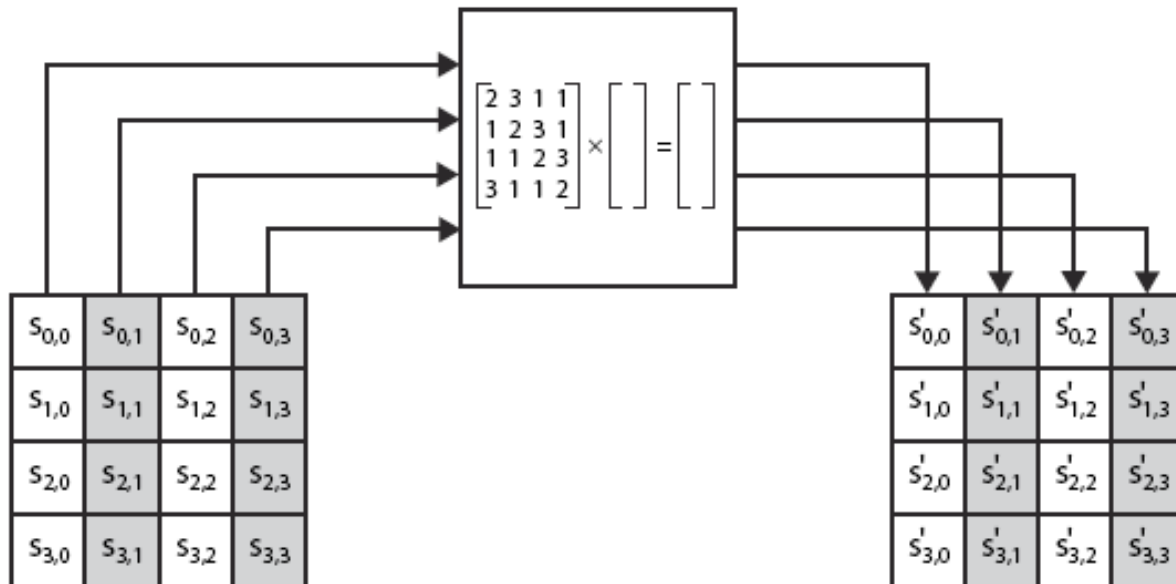 2 3 1 1
1 2 3 1
1 1 2 3
3 1 1 2
× =
S0,0 S0,1 S0,2 S0,3
S1,0 S1,1 S1,2 S1,3
S2,0 S2,1 S2,2 S2,3
S3,0 S3,1 S3,2 S3,3
S'0,0 S'0,1 S'0,2 S'0,3
S'1,0 S'1,1 S'1,2 S'1,3
S'2,0 S'2,1 S'2,2 S'2,3
S'3,0 S'3,1 S'3,2 S'3,3